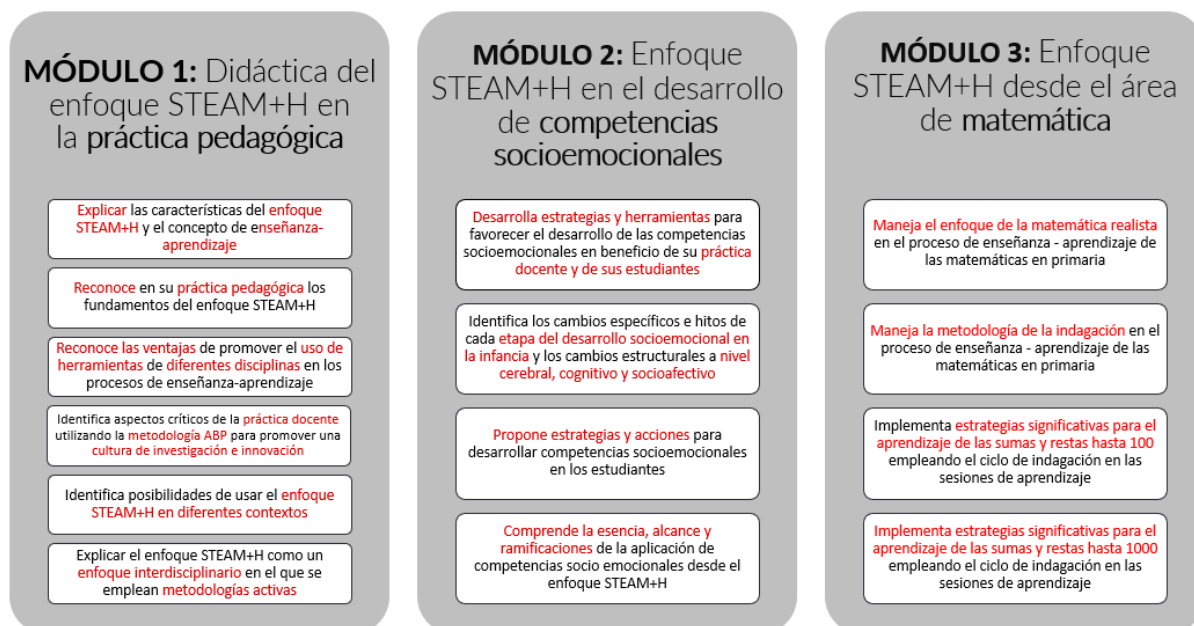 MÓDULO 1: Didáctica del
enfoque STEAM+H en
la práctica pedagógica
Explicar las características del enfoque
STEAM+H y el concepto de enseñanza-
aprendizaje
Reconoce en su práctica pedagógica los
fundamentos del enfoque STEAM+H
Reconoce las ventajas de promover el uso de
herramientas de diferentes disciplinas en los
procesos de enseñanza-aprendizaje
Identifica aspectos críticos de la práctica docente
utilizando la metodología ABP para promover una
cultura de investigación e innovación
Identifica posibilidades de usar el enfoque
STEAM+H en diferentes contextos
Explicar el enfoque STEAM+H como un
enfoque interdisciplinario en el que se
emplean metodologías activas
MÓDULO 2: Enfoque
STEAM+H en el desarrollo
de competencias
socioemocionales
Desarrolla estrategias y herramientas para
favorecer el desarrollo de las competencias
socioemocionales en beneficio de su práctica
docente y de sus estudiantes
Identifica los cambios específicos e hitos de
cada etapa del desarrollo socioemocional en
la infancia y los cambios estructurales a nivel
cerebral, cognitivo y socioafectivo
Propone estrategias y acciones para
desarrollar competencias socioemocionales
en los estudiantes
Comprende la esencia, alcance y
ramificaciones de la aplicación de
competencias socio emocionales desde el
enfoque STEAM+H
MÓDULO 3: Enfoque
STEAM+H desde el área
de matemática
Maneja el enfoque de la matemática realista
en el proceso de enseñanza - aprendizaje de
las matemáticas en primaria
Maneja la metodología de la indagación en el
proceso de enseñanza - aprendizaje de las
matemáticas en primaria
Implementa estrategias significativas para el
aprendizaje de las sumas y restas hasta 100
empleando el ciclo de indagación en las
sesiones de aprendizaje
Implementa estrategias significativas para el
aprendizaje de las sumas y restas hasta 1000
empleando el ciclo de indagación en las
sesiones de aprendizaje